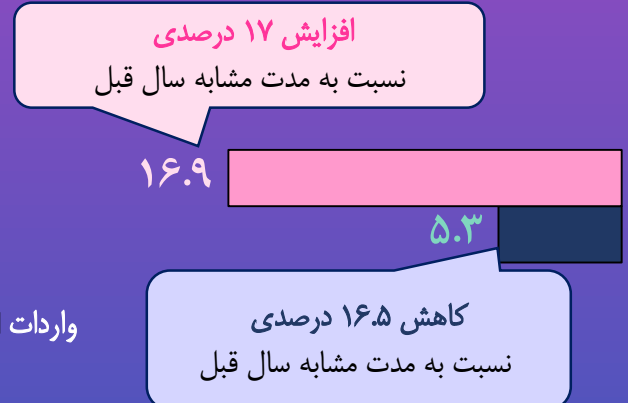 افزایش ۱۷ درصدی
نسبت به مدت مشابه سال قبل
۱۶.۹
۵.۳
کاهش ۱۶.۵ درصدی
نسبت به مدت مشابه سال قبل
واردات